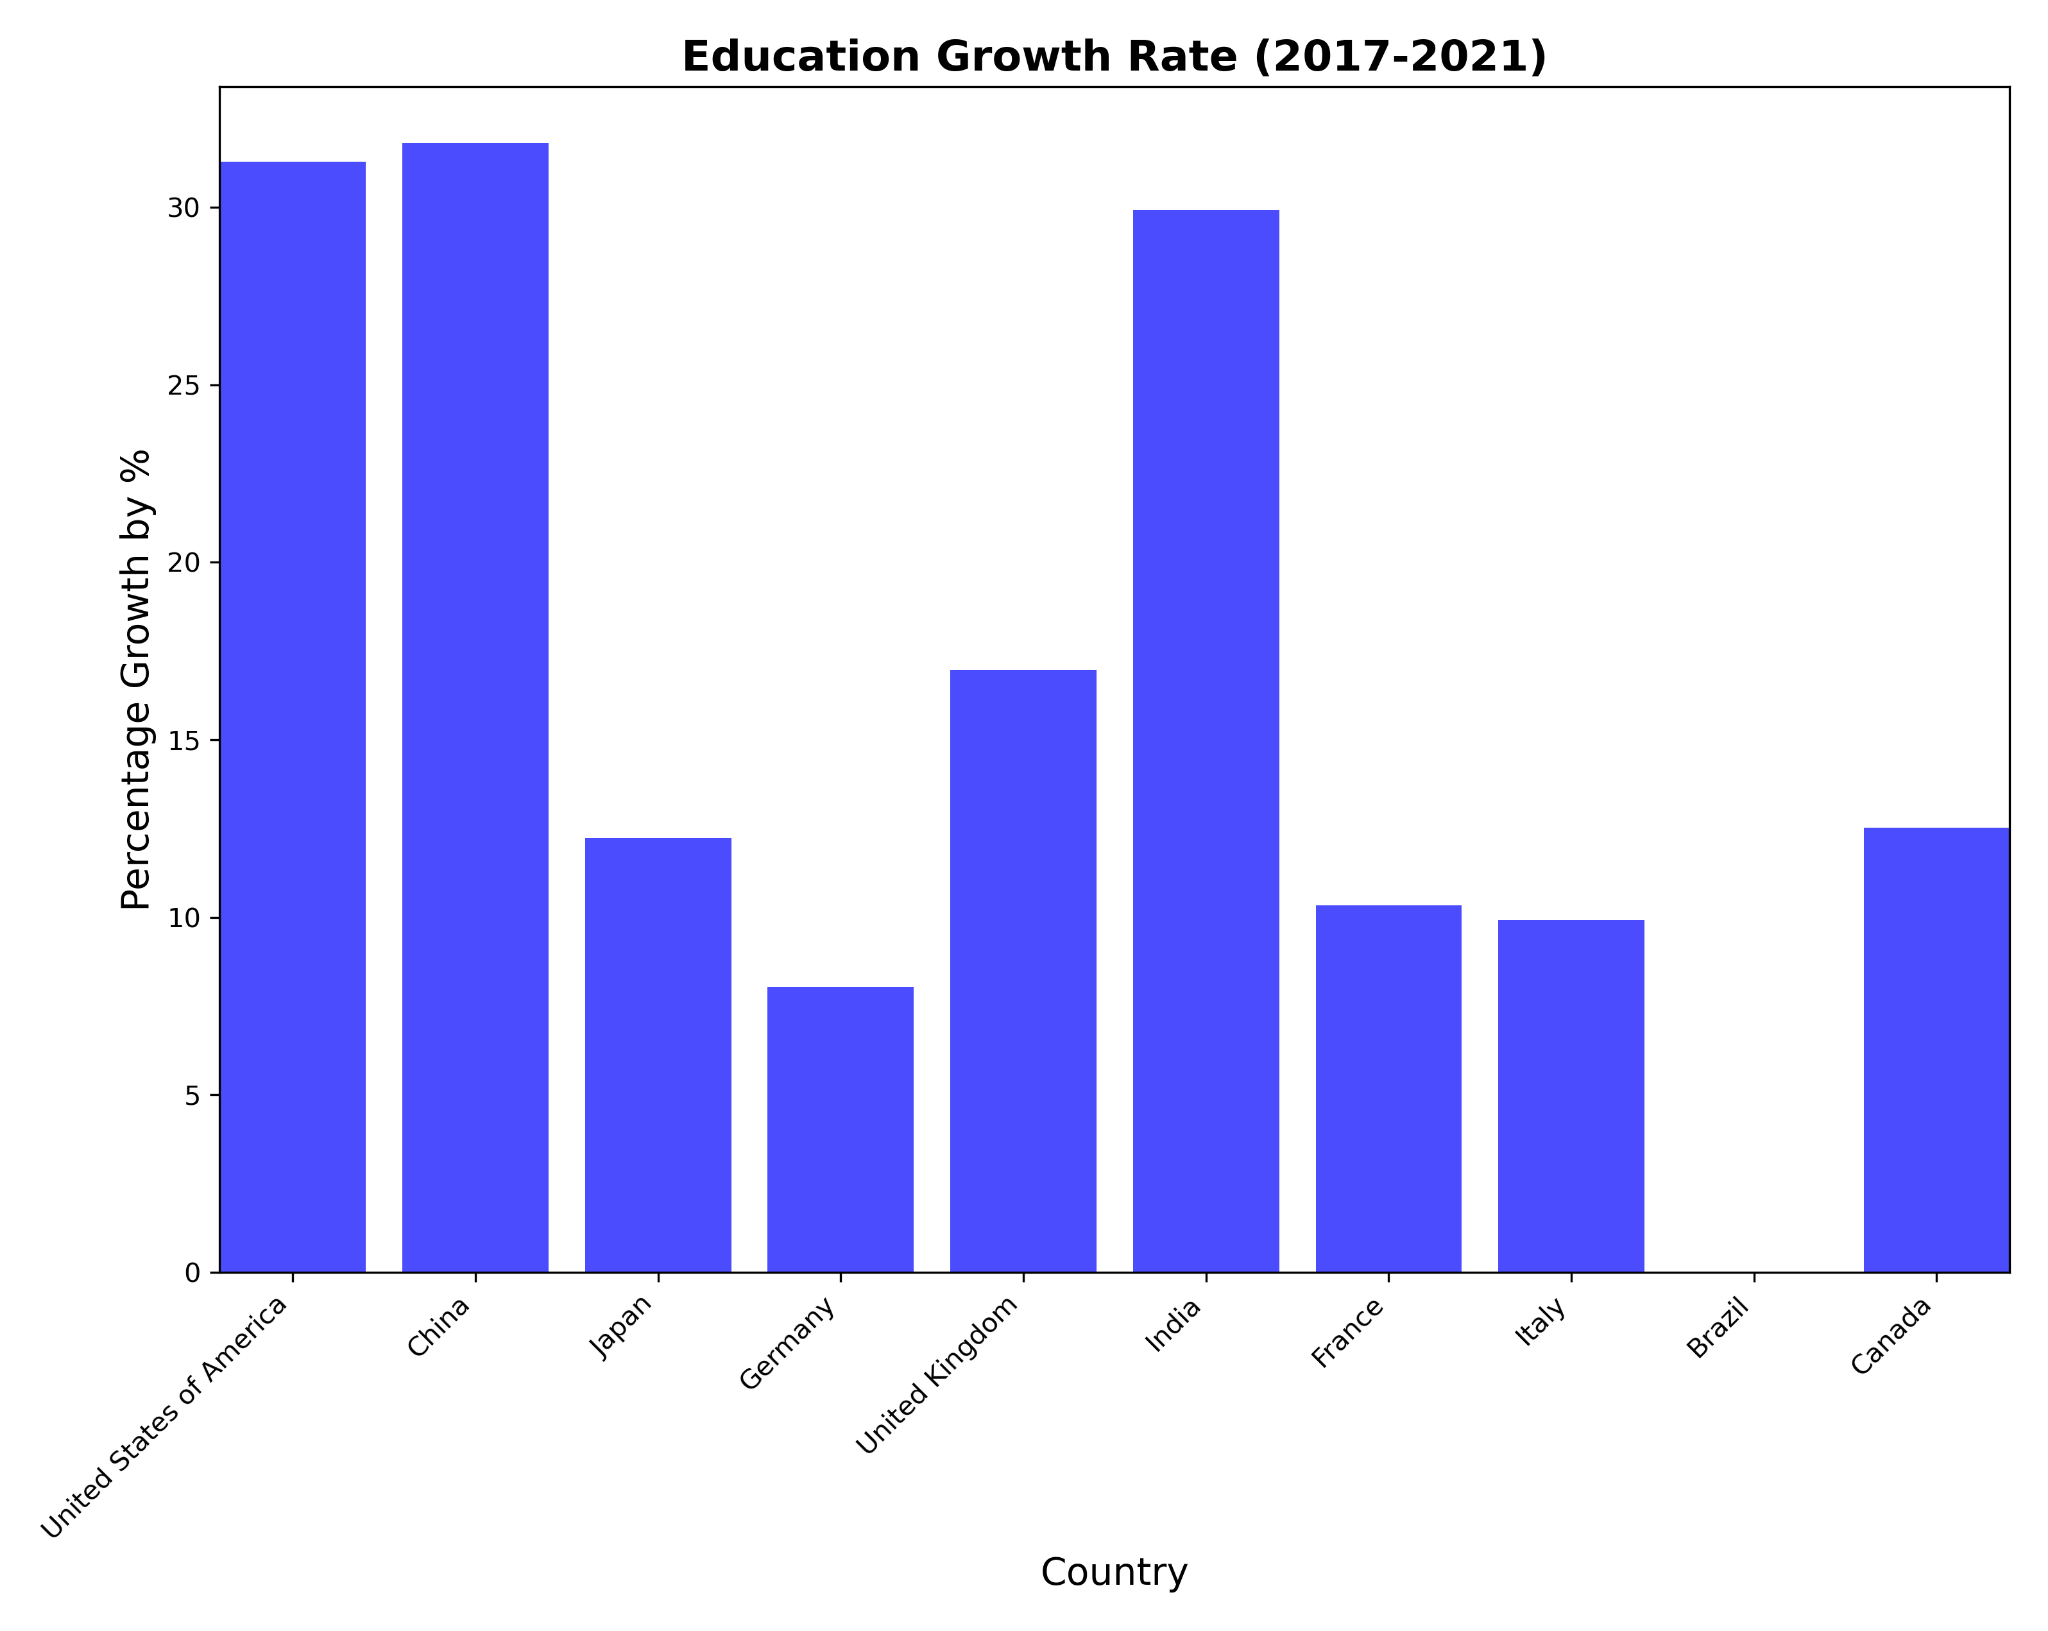 Education Growth Rate (2017-2021)
Percentage Growth by %
30
25
20
15
10
5
0
United States of America
China
Japan
Germany
United Kingdom
India
France
Italy
Brazil
Canada
Country